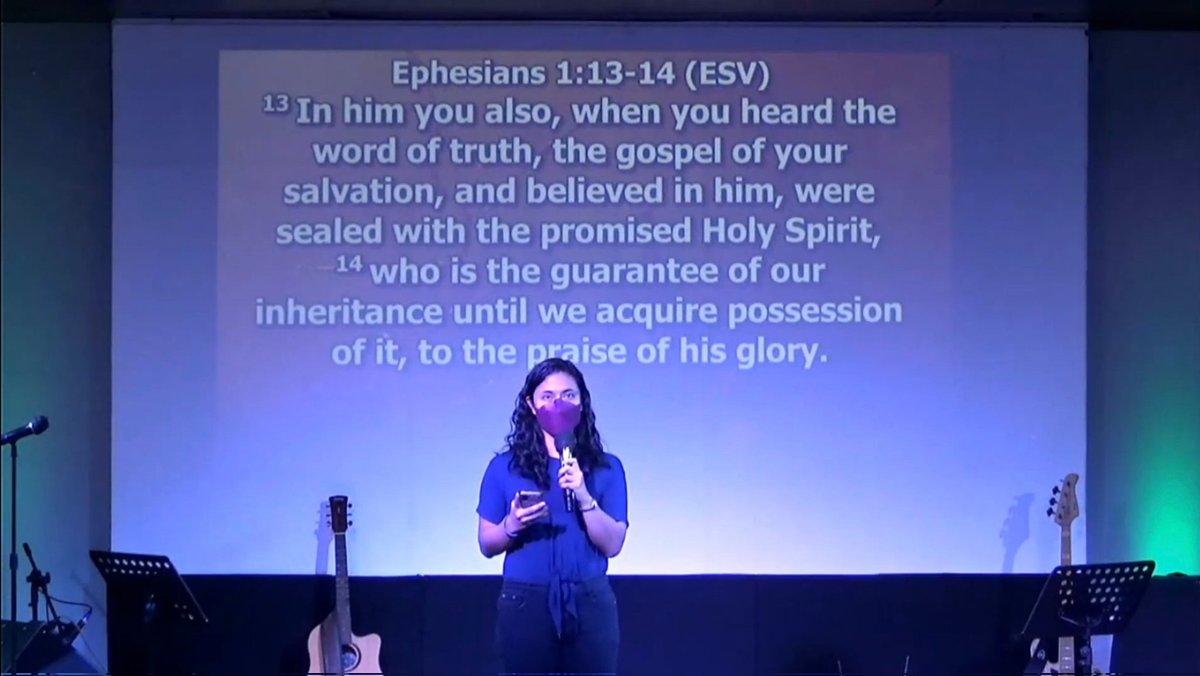 Ephesians 1:13-14 (ESV)
13 In him you also, when you heard the
word of truth, the gospel of your
salvation, and believed in him, were
sealed with the promised Holy Spirit,
14 who is the guarantee of our
inheritance until we acquire possession
of it, to the praise of his glory.